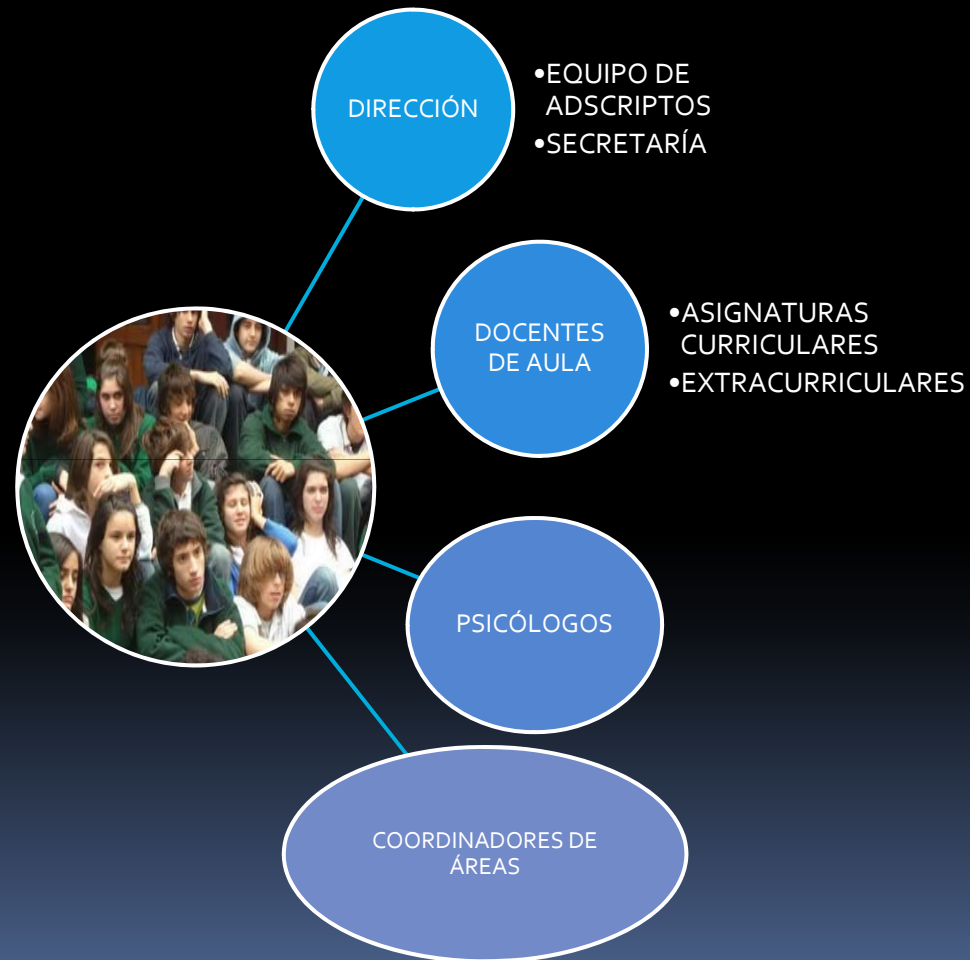 DIRECCIÓN
•EQUIPO DE
ADSCRIPTOS
•SECRETARÍA
DOCENTES
DE AULA
•ASIGNATURAS
CURRICULARES
•EXTRACURRICULARES
PSICÓLOGOS
COORDINADORES DE
ÁREAS